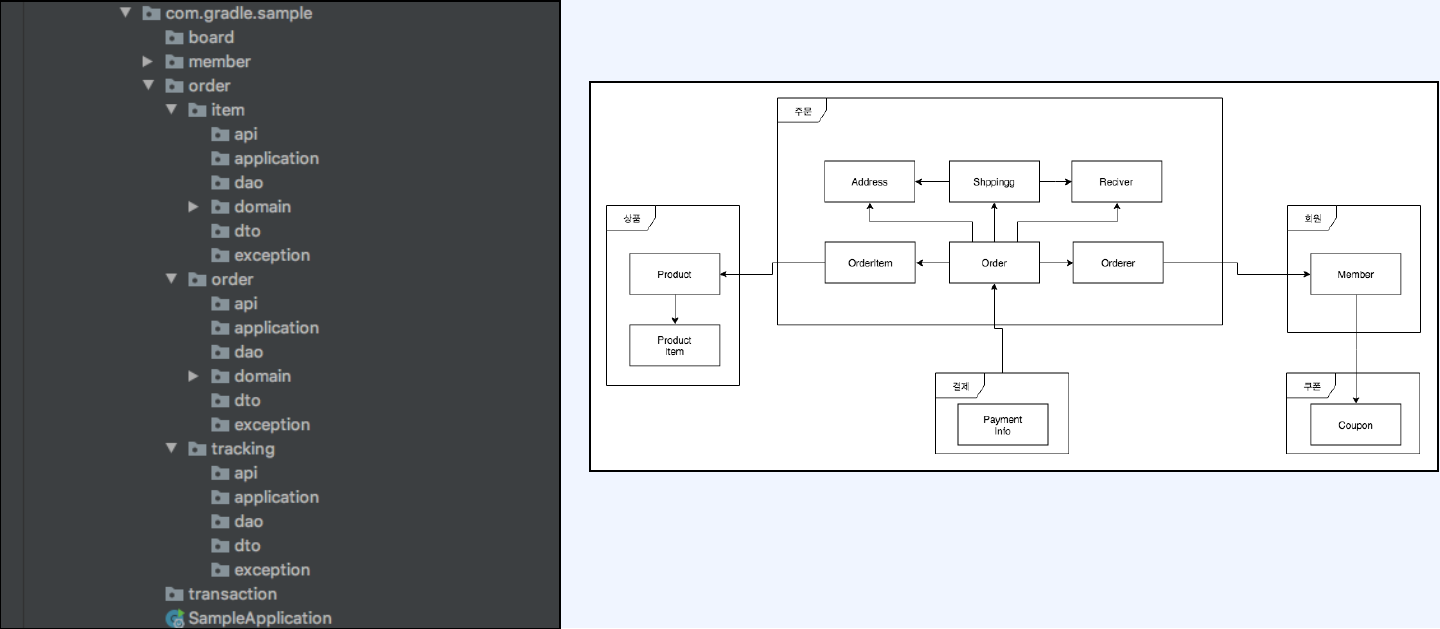 com.gradle.sample
board
member
order
item
api
application
dao
domain
dto
exception
order
api
application
dao
domain
dto
exception
tracking
api
application
dao
dto
exception
transaction
SampleApplication
주문
Address
Shppingg
Reciver
상품
회원
Product
OrderItem
Order
Orderer
Member
Product
Item
결제
쿠폰
Payment
Info
Coupon